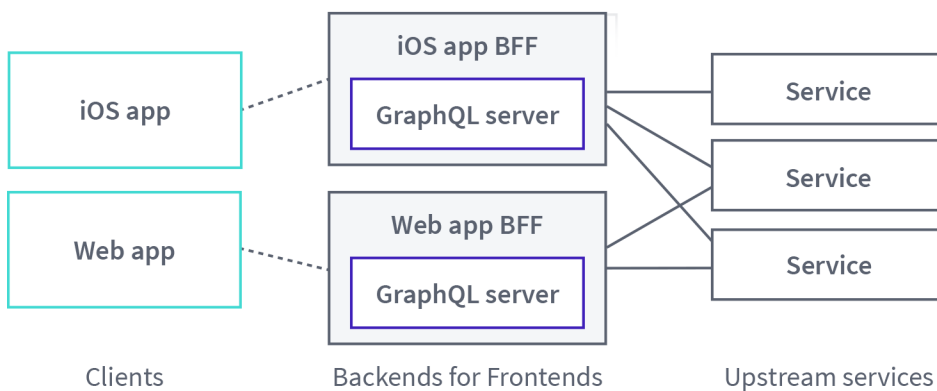 iOS app BFF
iOS app
GraphQL server
Service
Service
Web app
Web app BFF
GraphQL server
Service
Clients
Backends for Frontends
Upstream services